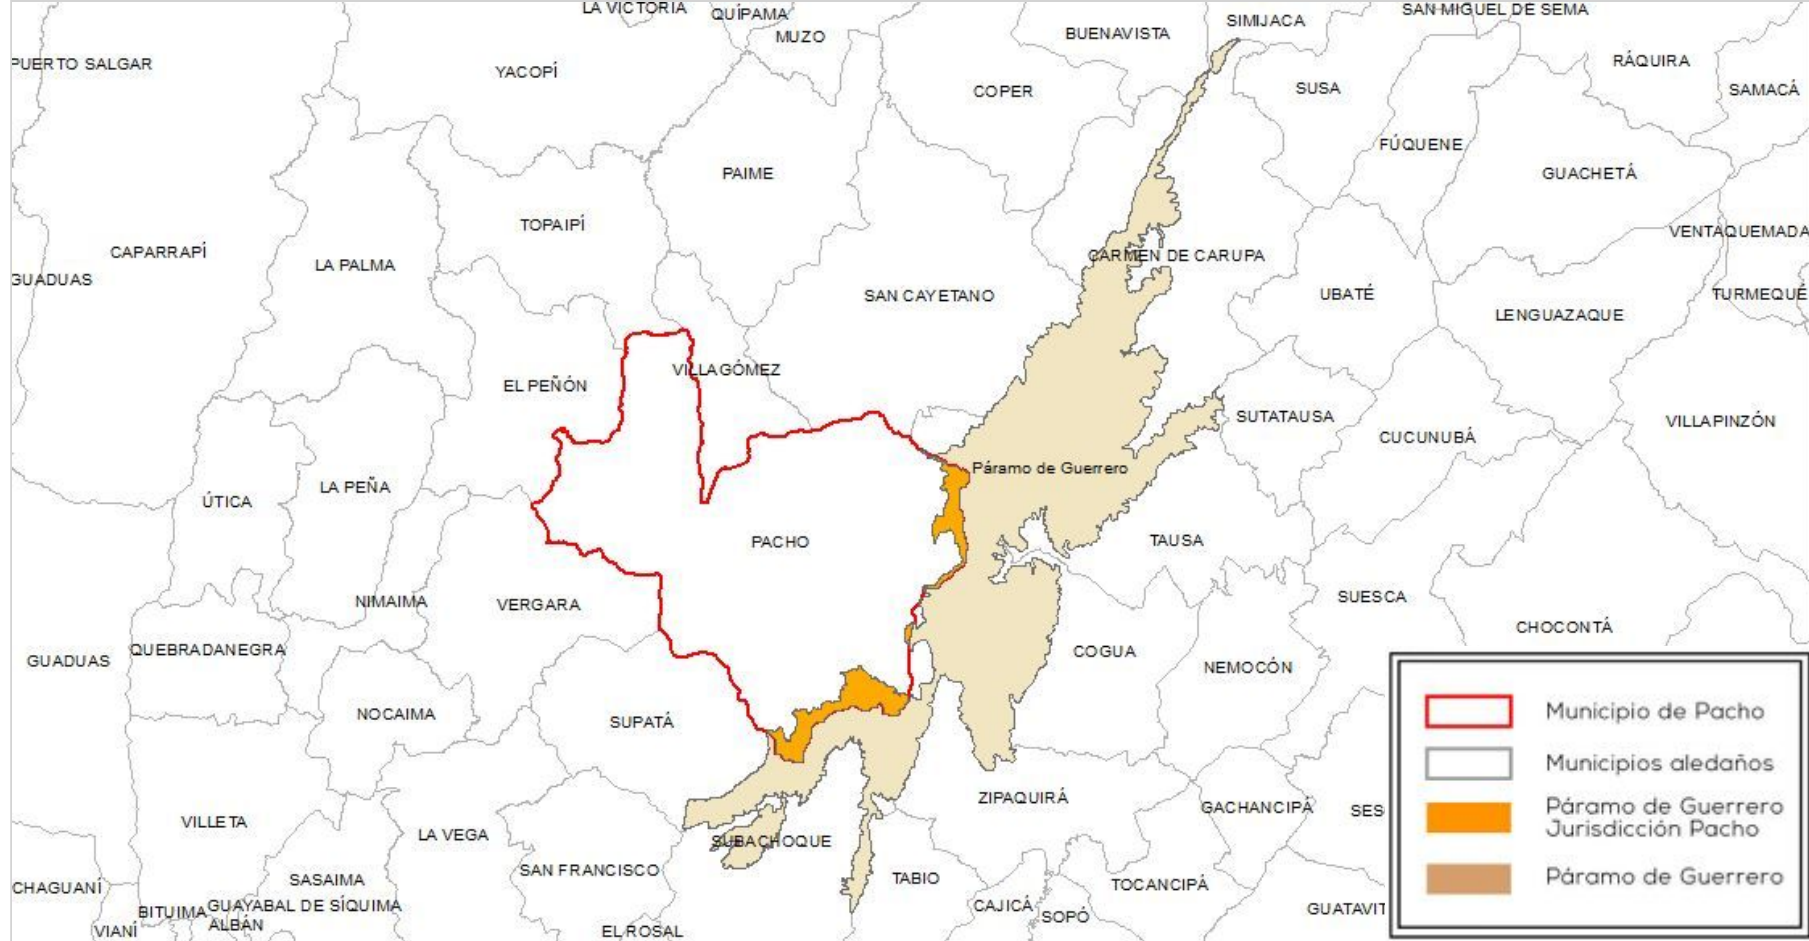 LA VICTORIA
QUÍPAMA
SAN MIGUEL DE SEMA
SIMIJACA
MUZO
BUENAVISTA
PUERTO SALGAR
YACOPÍ
RÁQUIRA
COPER
SUSA
SAMACÁ
FÚQUENE
PAIME
GUACHETÁ
TOPAIPÍ
VENTAQUEMADA
CAPARRAPÍ
LA PALMA
CARMEN DE CARUPA
GUADUAS
SAN CAYETANO
UBATÉ
TURMEQUÉ
LENGUAZAQUE
VILLAGÓMEZ
EL PEÑÓN
SUTATAUSA
VILLAPINZÓN
CUCUNUBÁ
Páramo de Guerrero
LA PEÑA
ÚTICA
PACHO
TAUSA
NIMAIMA
VERGARA
SUESCA
CHOCONTÁ
QUEBRADANEGRA
COGUA
GUADUAS
NEMOCÓN
NOCAIMA
SUPATÁ
ZIPAQUIRÁ
GACHANCIPÁ
SES
VILLETA
LA VEGA
SUBACHOQUE
SAN FRANCISCO
TABIO
TOCANCIPÁ
CHAGUANÍ
SASAIMA
GUAYABAL DE SÍQUIMA
BITUIMA
CAJICÁ
SOPÓ
GUATAVIT
ALBÁN
VIANÍ
EL ROSAL
Municipio de Pacho
Municipios aledaños
Páramo de Guerrero
Jurisdicción Pacho
Páramo de Guerrero